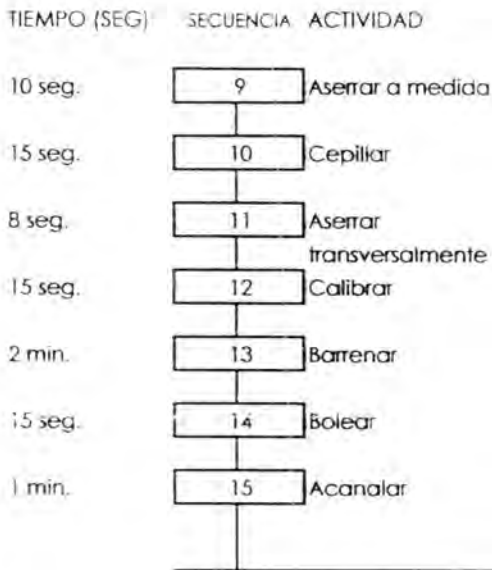 TIEMPO (SEG) SECUENCIA ACTIVIDAD
10 seg. 9 Aserrar a medida
15 seg. 10 Cepillar
8 seg. 11 Aserrar
transversalmente
15 seg. 12 Calibrar
2 min. 13 Barrenar
15 seg. 14 Bolear
1 min. 15 Acanalar